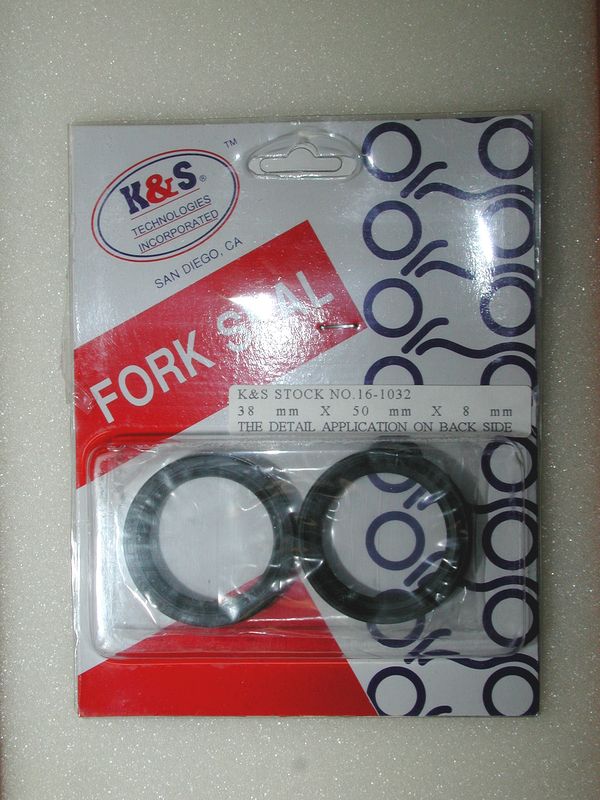 K&S® ™
TECHNOLOGIES
INCORPORATED
SAN DIEGO, CA
FORK SEAL
K&S STOCK NO.16-1032
38 mm X 50 mm X 8 mm
THE DETAIL APPLICATION ON BACK SIDE